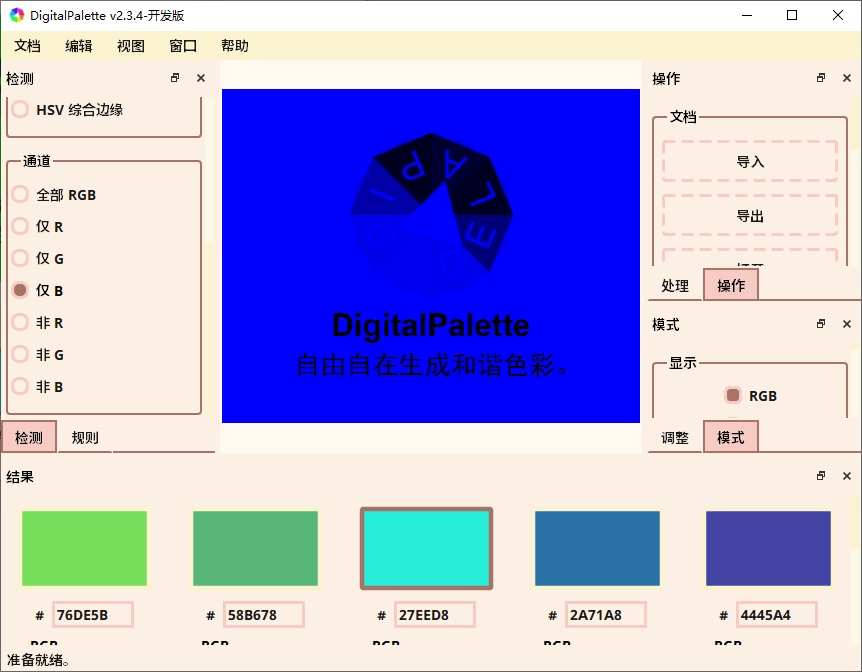 DigitalPalette v2.3.4-开发版
文档 编辑 视图 窗口 帮助
检测
HSV 综合边缘
通道
全部 RGB
仅 R
仅 G
仅 B
非 R
非 G
非 B
检测 规则
DIGITALPALE
DigitalPalette
自由自在生成和谐色彩。
操作
文档
导入
导出
打开
处理 操作
模式
显示
RGB
调整 模式
结果
# 76DE5B # 58B678 # 27EED8 # 2A71A8 # 4445A4
RGB RGB RGB RGB RGB
准备就绪。